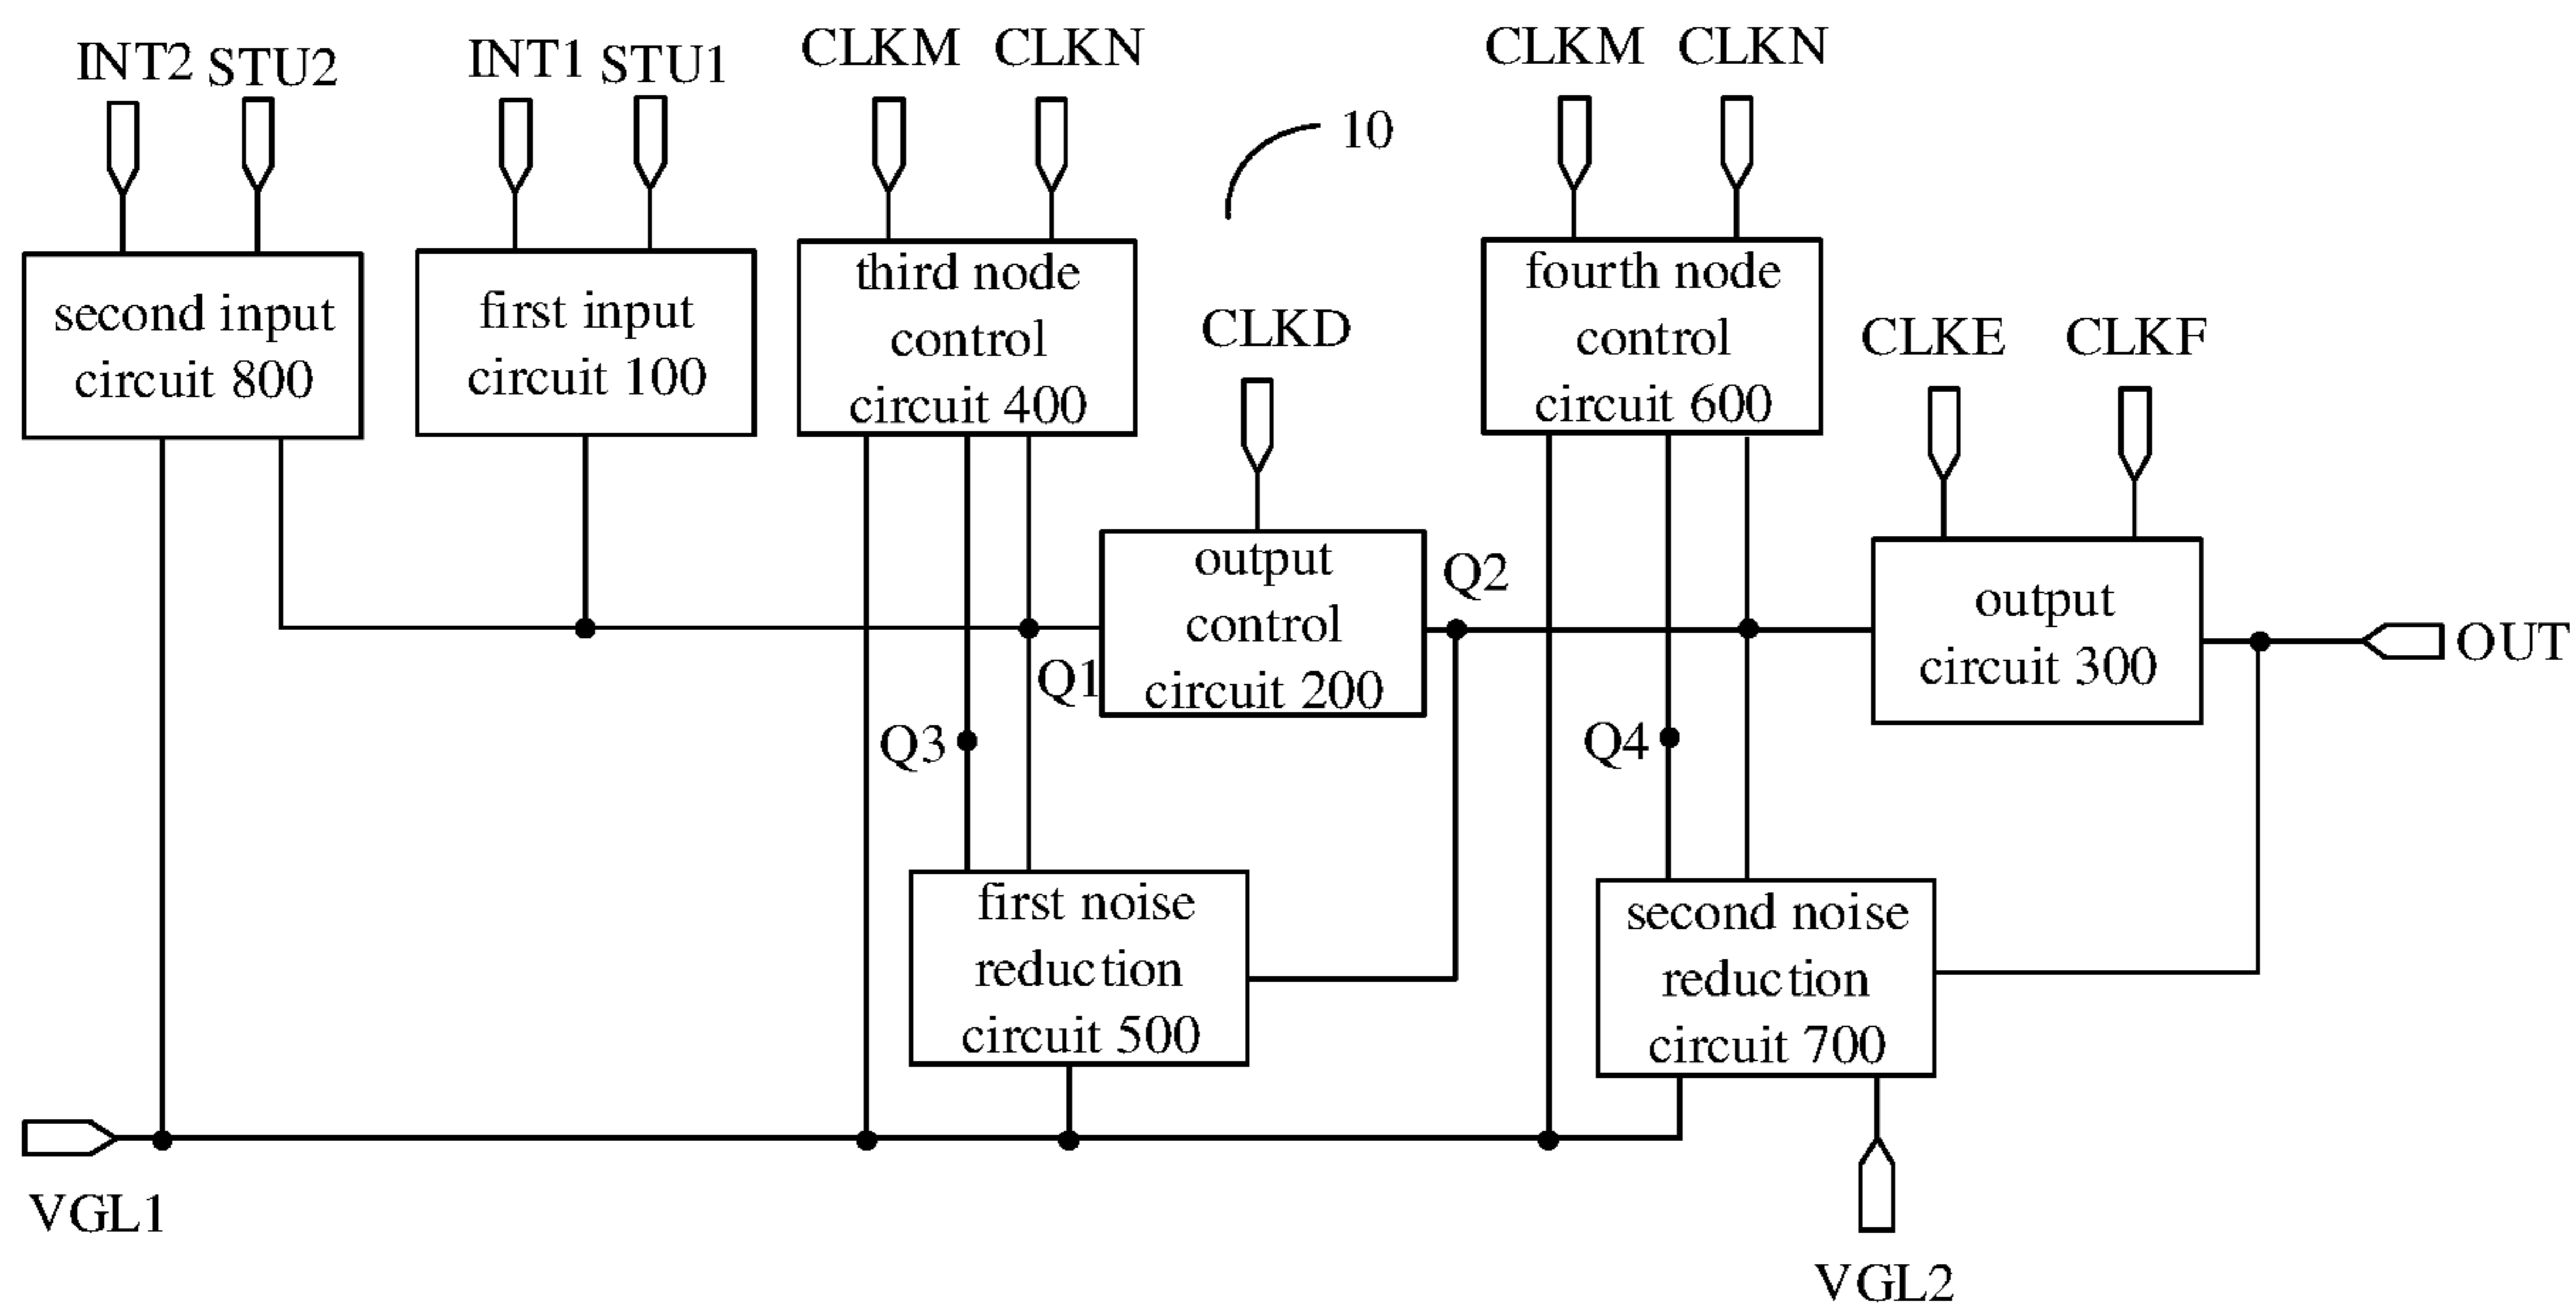 INT2 STU2 INT1 STU1 CLKM CLKN CLKM CLKN
10
second input
circuit 800
first input
circuit 100
third node
control
circuit 400
CLKD
fourth node
control
circuit 600
CLKE CLKF
output
control
circuit 200
Q1
Q2
output
circuit 300
OUT
Q3
Q4
first noise
reduction
circuit 500
second noise
reduction
circuit 700
VGL1
VGL2